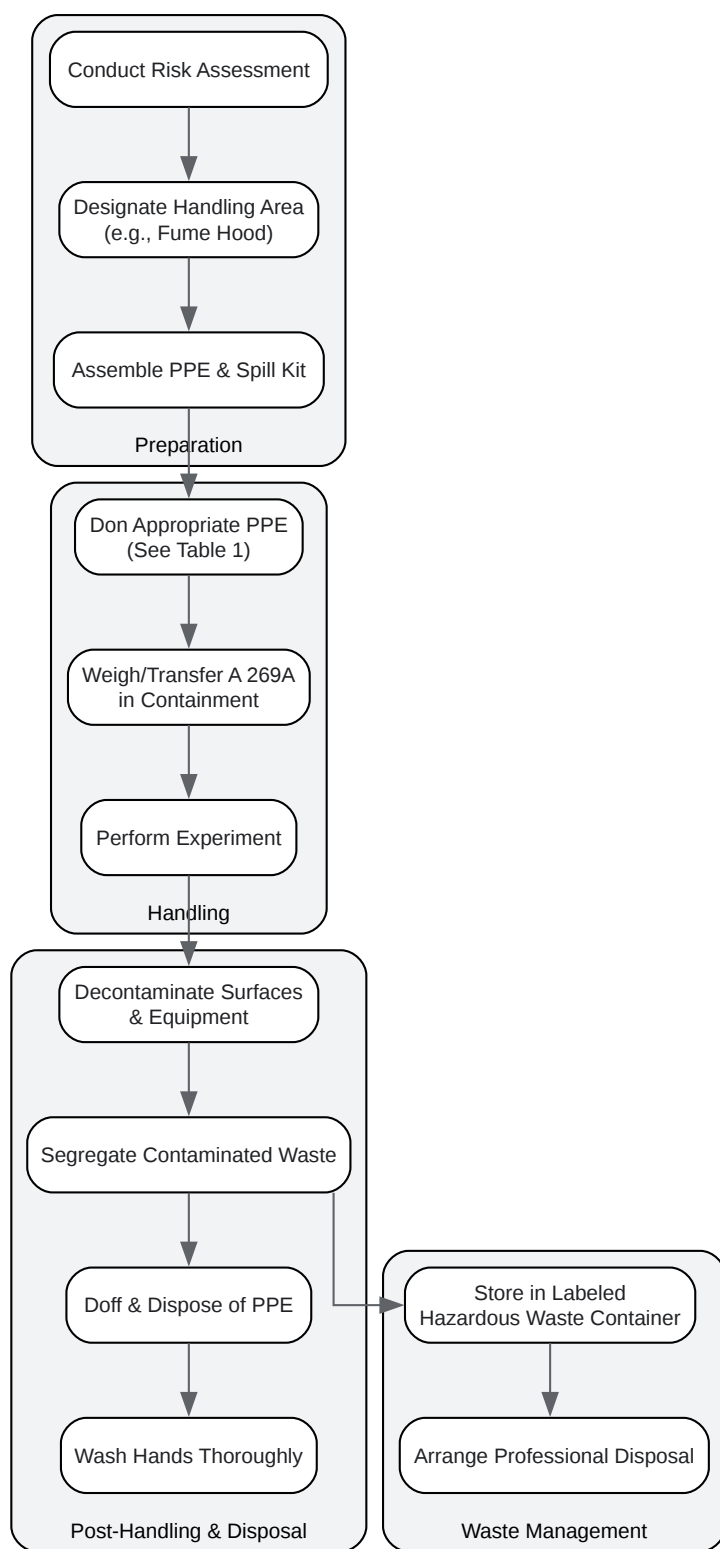 Conduct Risk Assessment
Designate Handling Area
(e.g., Fume Hood)
Assemble PPE & Spill Kit
Preparation
Don Appropriate PPE
(See Table 1)
Weigh/Transfer A 269A
in Containment
Perform Experiment
Handling
Decontaminate Surfaces
& Equipment
Segregate Contaminated Waste
Doff & Dispose of PPE
Wash Hands Thoroughly
Post-Handling & Disposal
Store in Labeled
Hazardous Waste Container
Arrange Professional Disposal
Waste Management